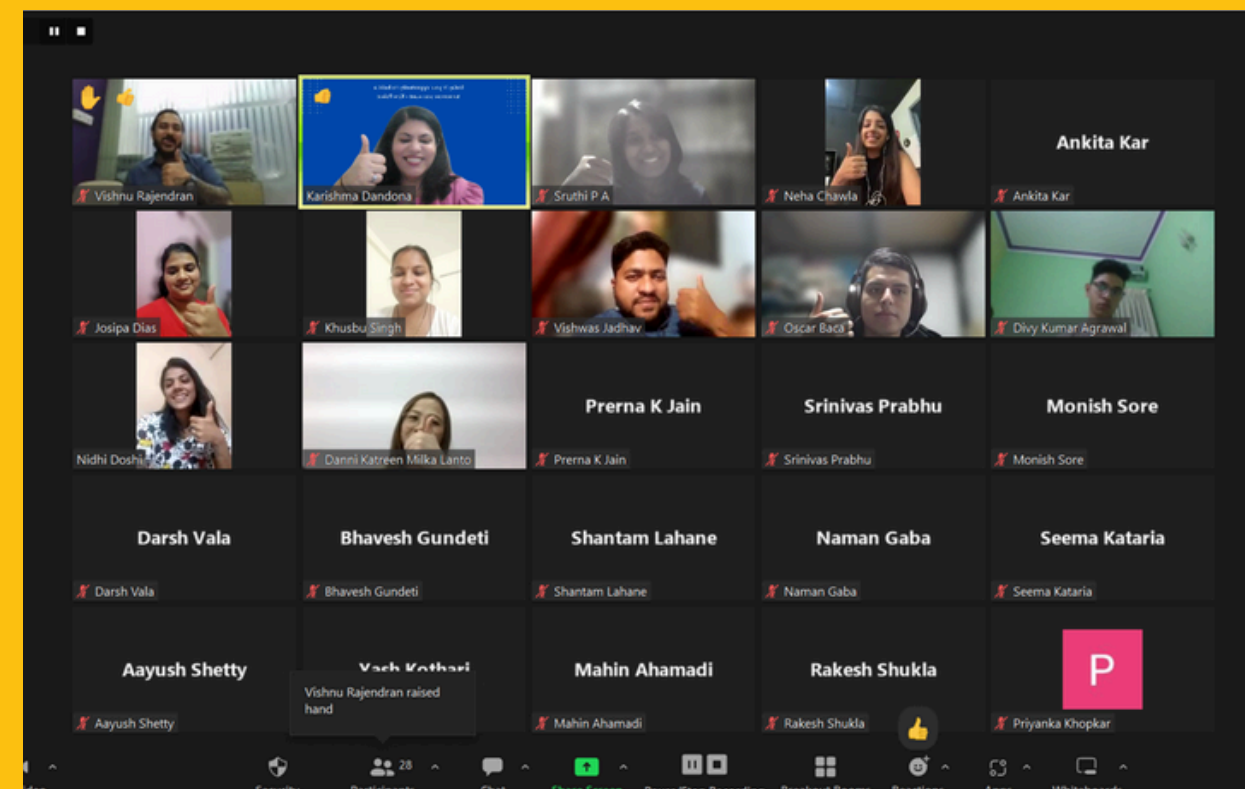 Vishnu Rajendran
Karishma Dandona
Sruthi P A
Neha Chawla
Ankita Kar
Ankita Kar
Josipa Dias
Khusbu Singh
Vishwas Jadhav
Oscar Baca
Divy Kumar Agrawal
Nidhi Doshi
Danni Katreen Milka Lanto
Prerna K Jain
Prerna K Jain
Srinivas Prabhu
Srinivas Prabhu
Monish Sore
Monish Sore
Darsh Vala
Darsh Vala
Bhavesh Gundeti
Bhavesh Gundeti
Shantam Lahane
Shantam Lahane
Naman Gaba
Naman Gaba
Seema Kataria
Seema Kataria
Aayush Shetty
Aayush Shetty
Yash Kothari
Vishnu Rajendran raised
hand
Mahin Ahamadi
Mahin Ahamadi
Rakesh Shukla
Rakesh Shukla
P
Priyanka Khopkar
28